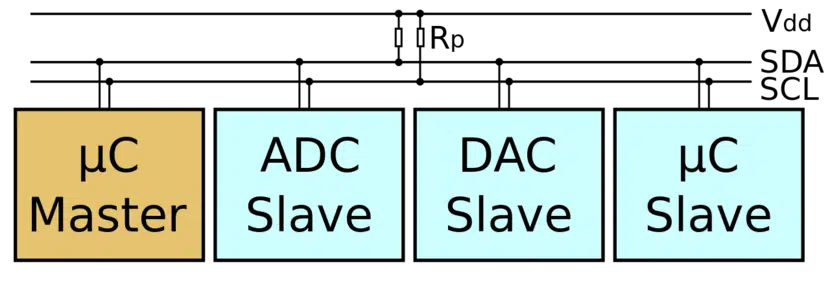 Vdd
Rp
SDA
SCL
µC
Master
ADC
Slave
DAC
Slave
µC
Slave